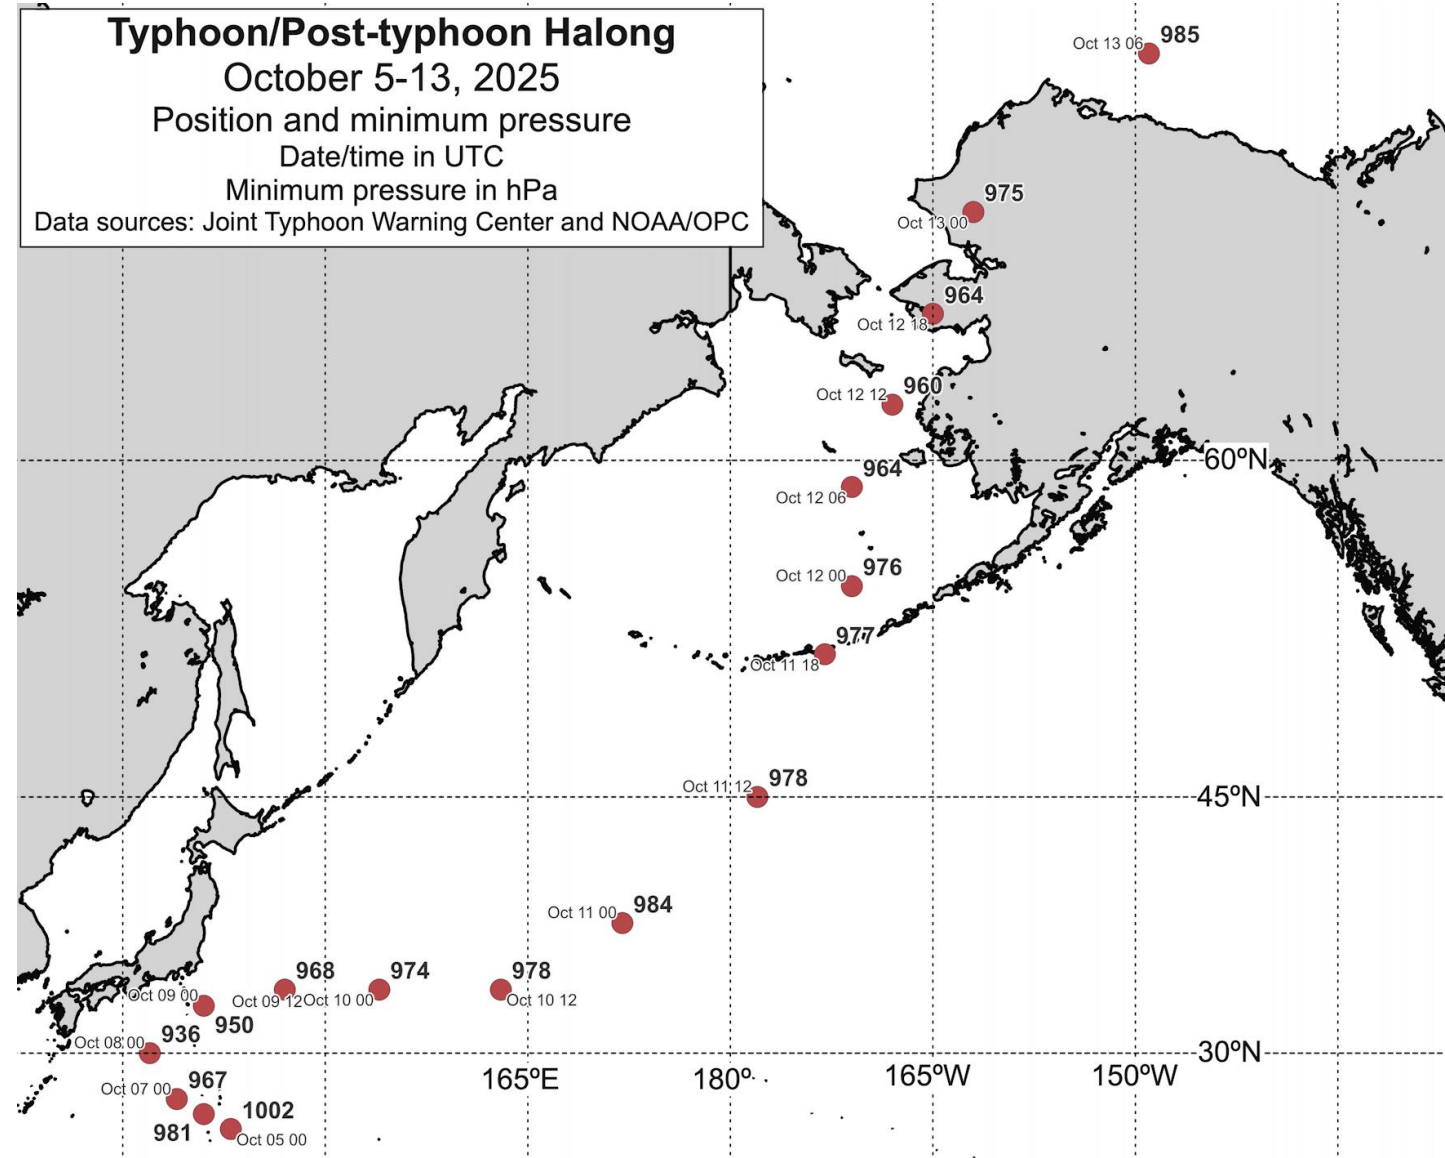 Typhoon/Post-typhoon Halong
October 5-13, 2025
Position and minimum pressure
Date/time in UTC
Minimum pressure in hPa
Data sources: Joint Typhoon Warning Center and NOAA/OPC
Oct 13 06
985
975
Oct 13 00
964
Oct 12 18
960
Oct 12 12
60ºN
964
Oct 12 06
976
Oct 12 00
977
Oct 11 18
978
Oct 11 12
45ºN
984
Oct 11 00
968
974
978
Oct 09 00
Oct 09 12
Oct 10 00
Oct 10 12
950
936
Oct 08 00
30ºN
165ºE
180º
165ºW
150ºW
967
Oct 07 00
1002
981
Oct 05 00